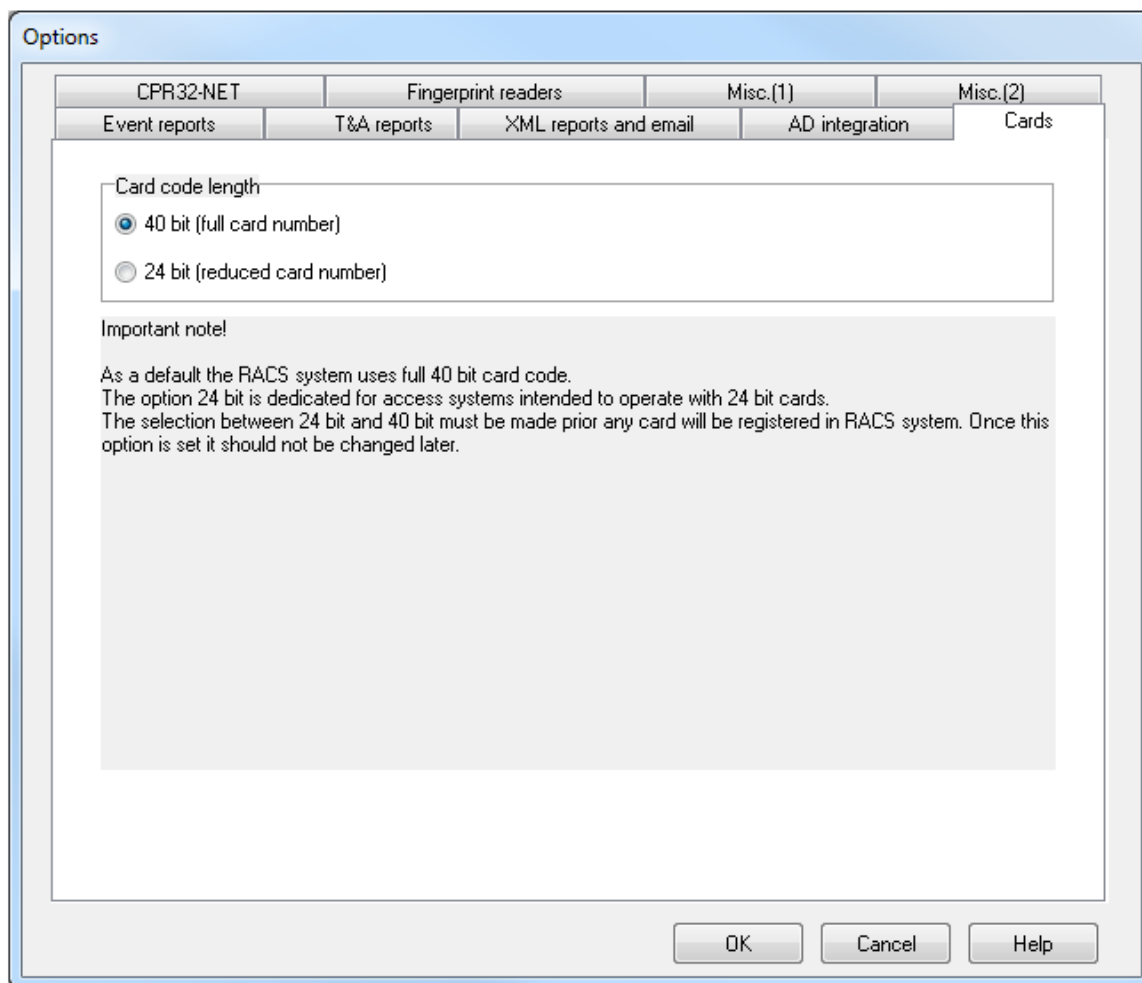 Options
CPR32-NET
Fingerprint readers
Misc.(1)
Misc.(2)
Event reports
T&A reports
XML reports and email
AD integration
Cards
Card code length
40 bit (full card number)
24 bit (reduced card number)
Important note!
As a default the RACS system uses full 40 bit card code.
The option 24 bit is dedicated for access systems intended to operate with 24 bit cards.
The selection between 24 bit and 40 bit must be made prior any card will be registered in RACS system. Once this
option is set it should not be changed later.
OK
Cancel
Help